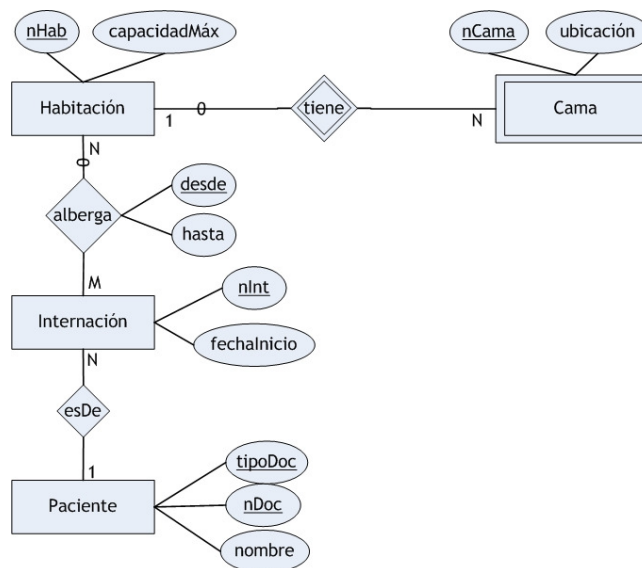 nHab
capacidadMáx
nCama
ubicación
Habitación
1
0
tiene
N
Cama
N
0
alberga
desde
hasta
M
Internación
nInt
fechaInicio
N
esDe
1
Paciente
tipoDoc
nDoc
nombre